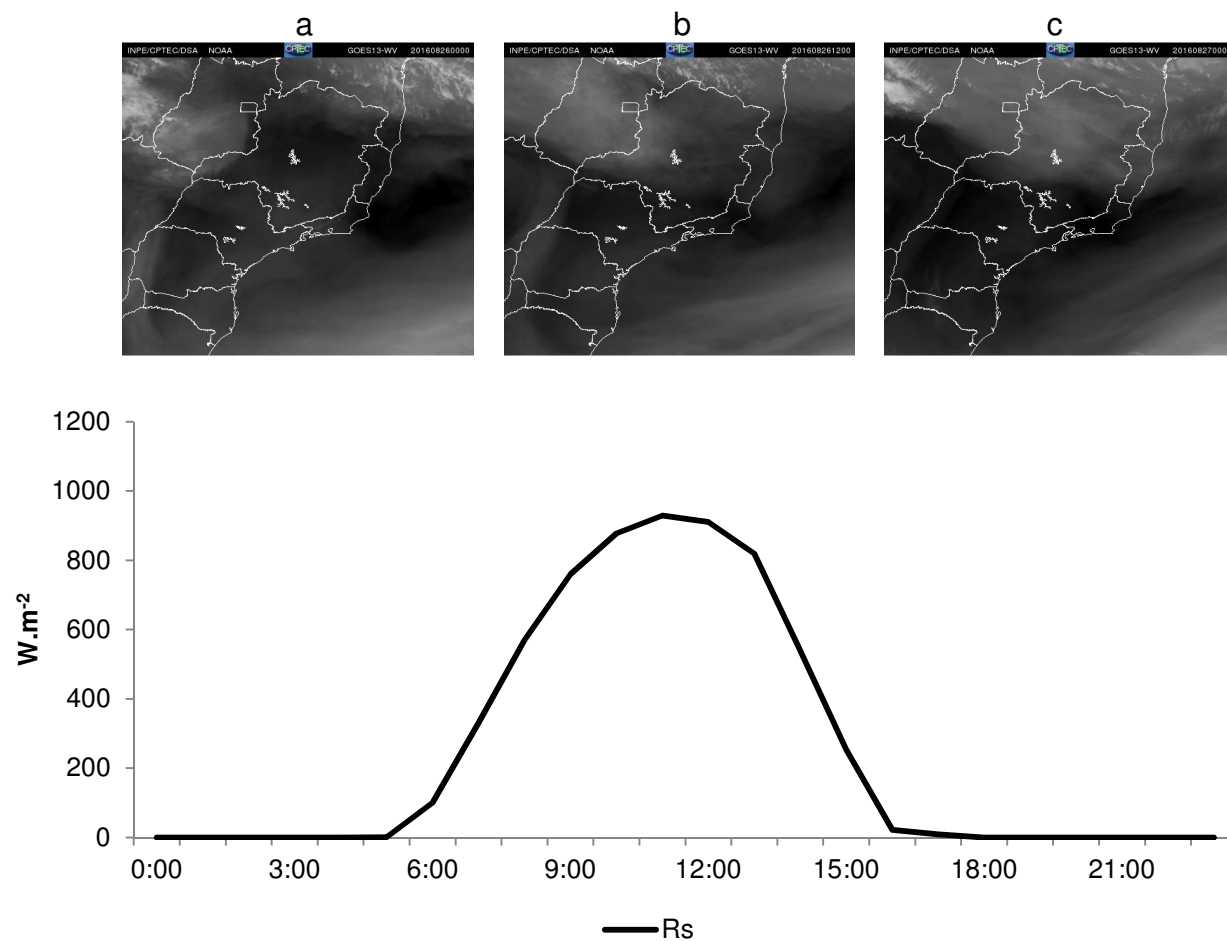 a b c
INPE/CPTEC/DSA NOAA CPTEC GOES13-WV 201608260000
INPE/CPTEC/DSA NOAA CPTEC GOES13-WV 201608261200
INPE/CPTEC/DSA NOAA CPTEC GOES13-WV 20160827000
1200
1000
800
600
400
200
0
W.m-2
0:00 3:00 6:00 9:00 12:00 15:00 18:00 21:00
Rs